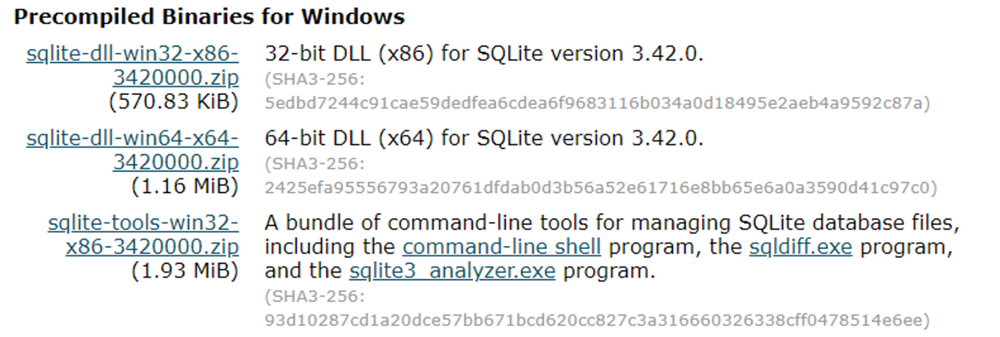 Precompiled Binaries for Windows
sqlite-dll-win32-x86-
3420000.zip
(570.83 KiB)
32-bit DLL (x86) for SQLite version 3.42.0.
(SHA3-256:
5edbd7244c91cae59dedfea6cdea6f9683116b034a0d18495e2aeb4a9592c87a)
sqlite-dll-win64-x64-
3420000.zip
(1.16 MiB)
64-bit DLL (x64) for SQLite version 3.42.0.
(SHA3-256:
2425efa95556793a20761dfdab0d3b56a52e61716e8bb65e6a0a3590d41c97c0)
sqlite-tools-win32-
x86-3420000.zip
(1.93 MiB)
A bundle of command-line tools for managing SQLite database files,
including the command-line shell program, the sqldiff.exe program,
and the sqlite3_analyzer.exe program.
(SHA3-256:
93d10287cd1a20dce57bb671bcd620cc827c3a316660326338cff0478514e6ee)